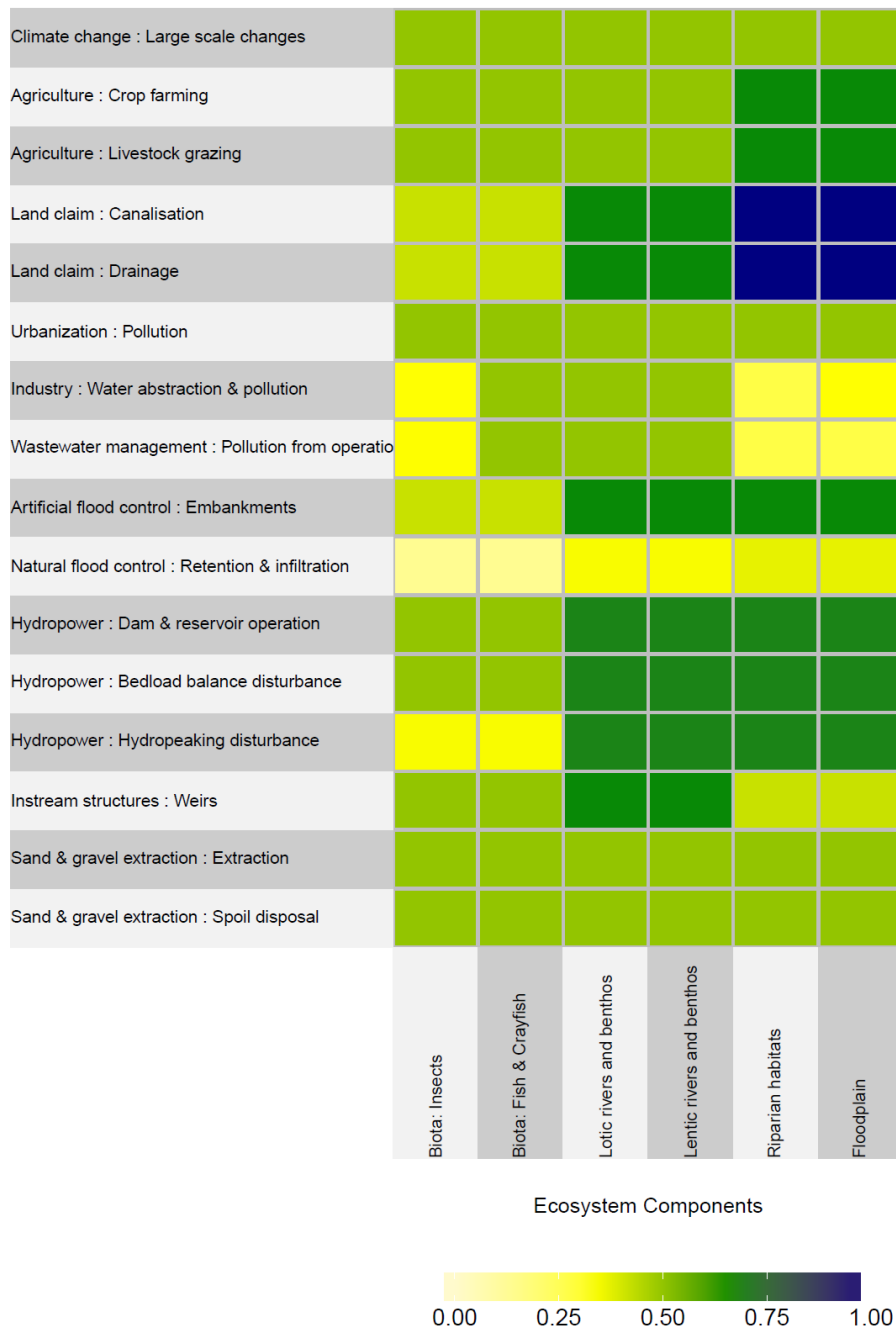 Climate change : Large scale changes
Agriculture : Crop farming
Agriculture : Livestock grazing
Land claim : Canalisation
Land claim : Drainage
Urbanization : Pollution
Industry : Water abstraction & pollution
Wastewater management : Pollution from operatio
Artificial flood control : Embankments
Natural flood control : Retention & infiltration
Hydropower : Dam & reservoir operation
Hydropower : Bedload balance disturbance
Hydropower : Hydropeaking disturbance
Instream structures : Weirs
Sand & gravel extraction : Extraction
Sand & gravel extraction : Spoil disposal
Biota: Insects
Biota: Fish & Crayfish
Lotic rivers and benthos
Lentic rivers and benthos
Riparian habitats
Floodplain
Ecosystem Components
0.00 0.25 0.50 0.75 1.00